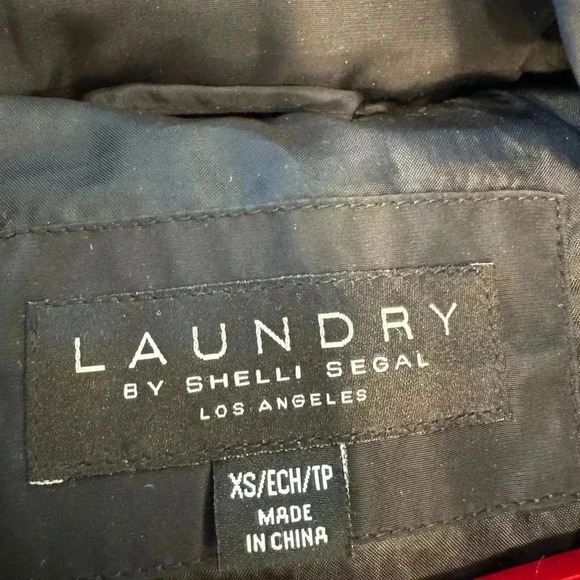 LAUNDRY
BY SHELLI SEGAL
LOS ANGELES
XS/ECH/TP
MADE
IN CHINA